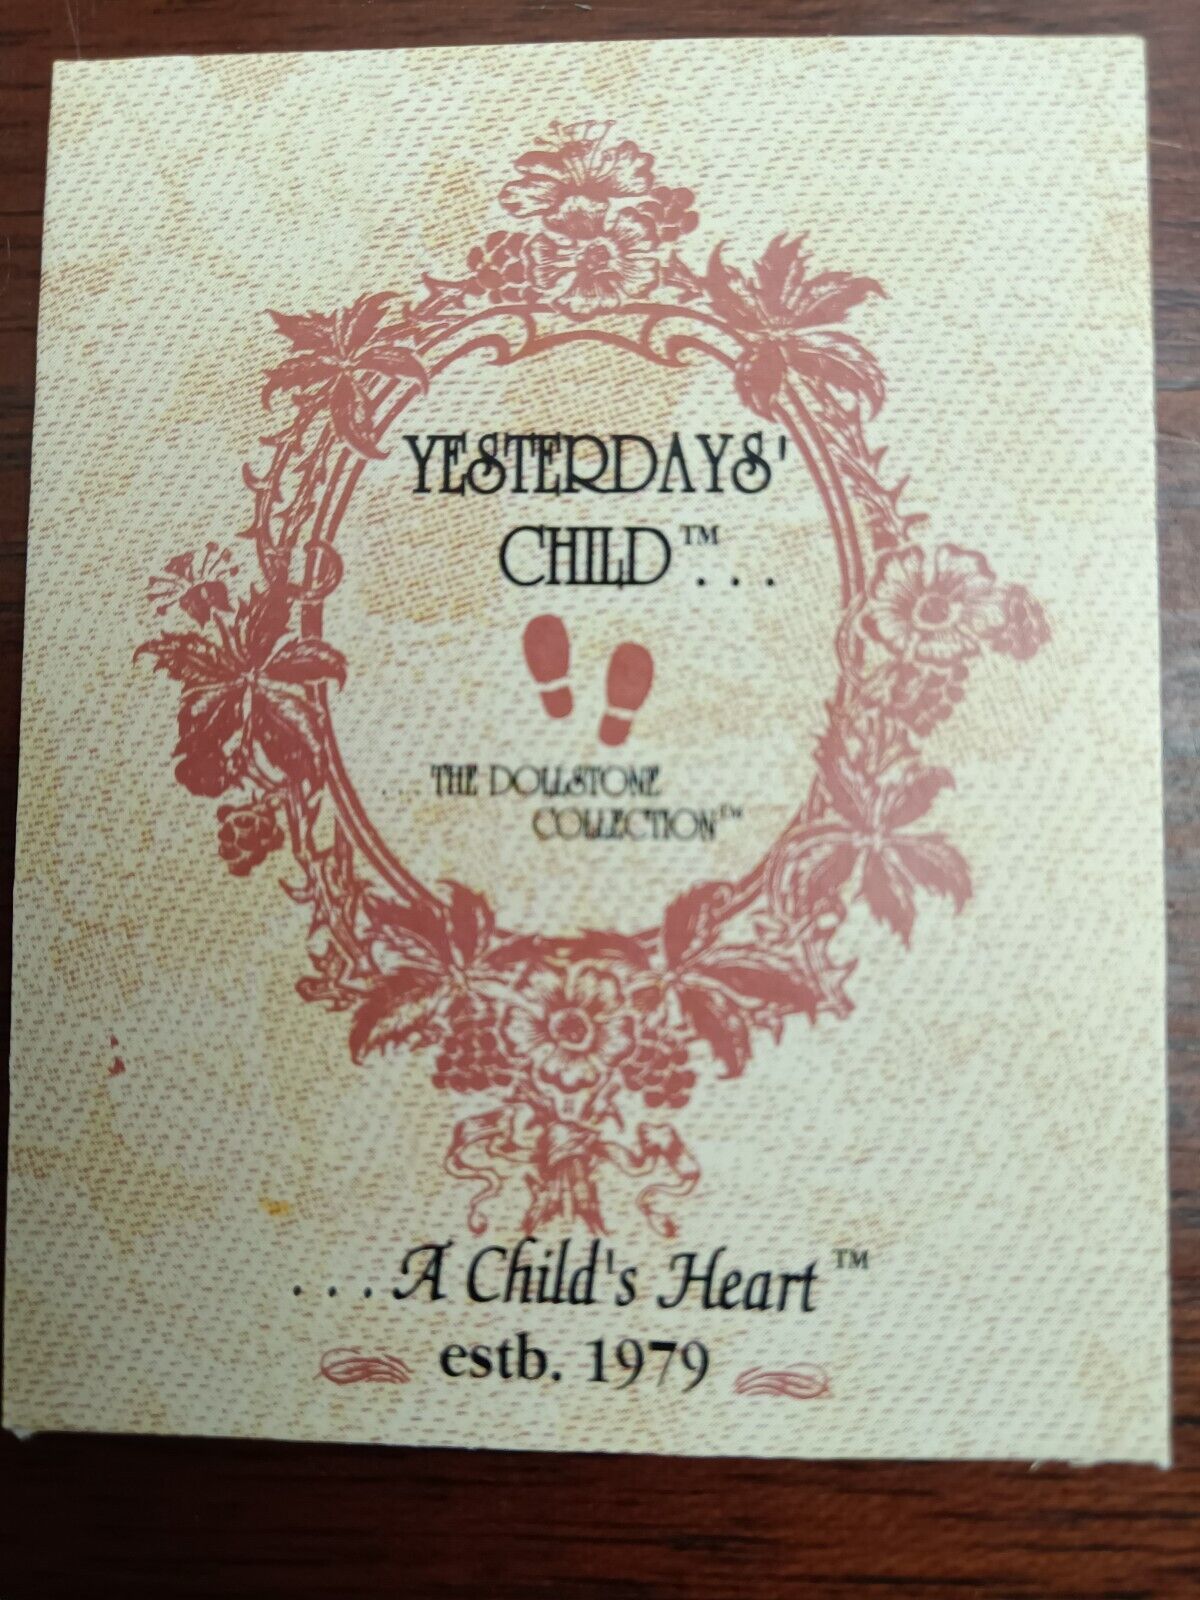 YESTERDAYS'
CHILD™...
....THE DOLLSTONE
COLLECTION™
....A Child's Heart™
estb. 1979